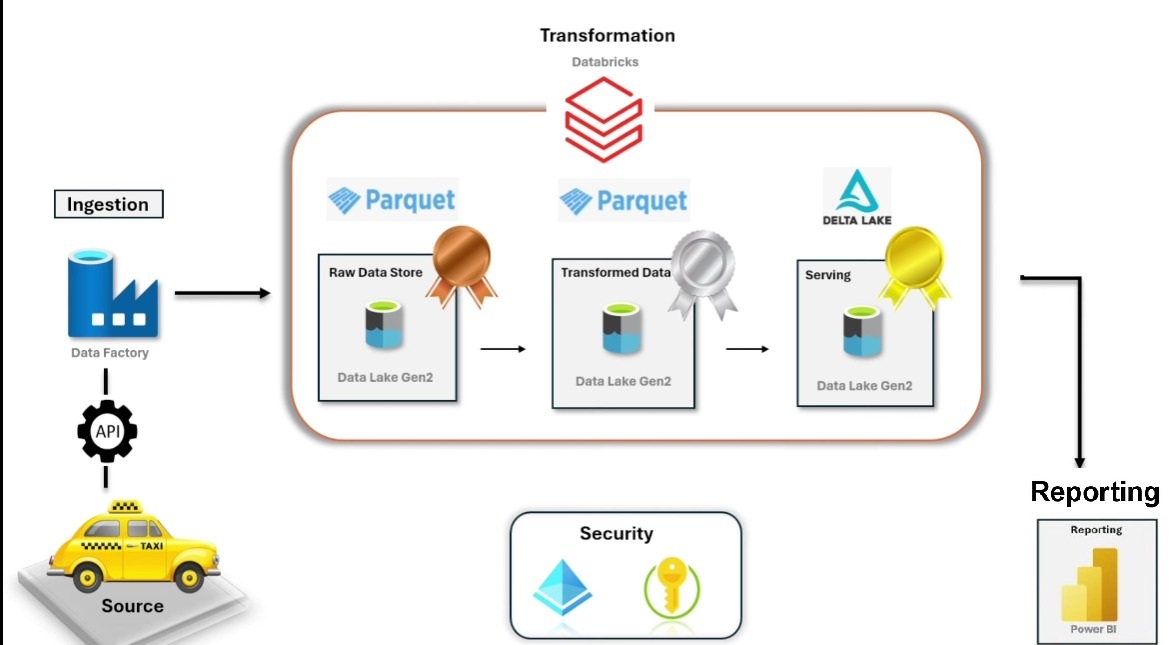 Transformation
Databricks
Ingestion
Parquet
Parquet
DELTA LAKE
Raw Data Store
Transformed Data
Serving
Data Lake Gen2
Data Lake Gen2
Data Lake Gen2
Data Factory
API
TAXI
Source
Security
Reporting
Reporting
Power BI